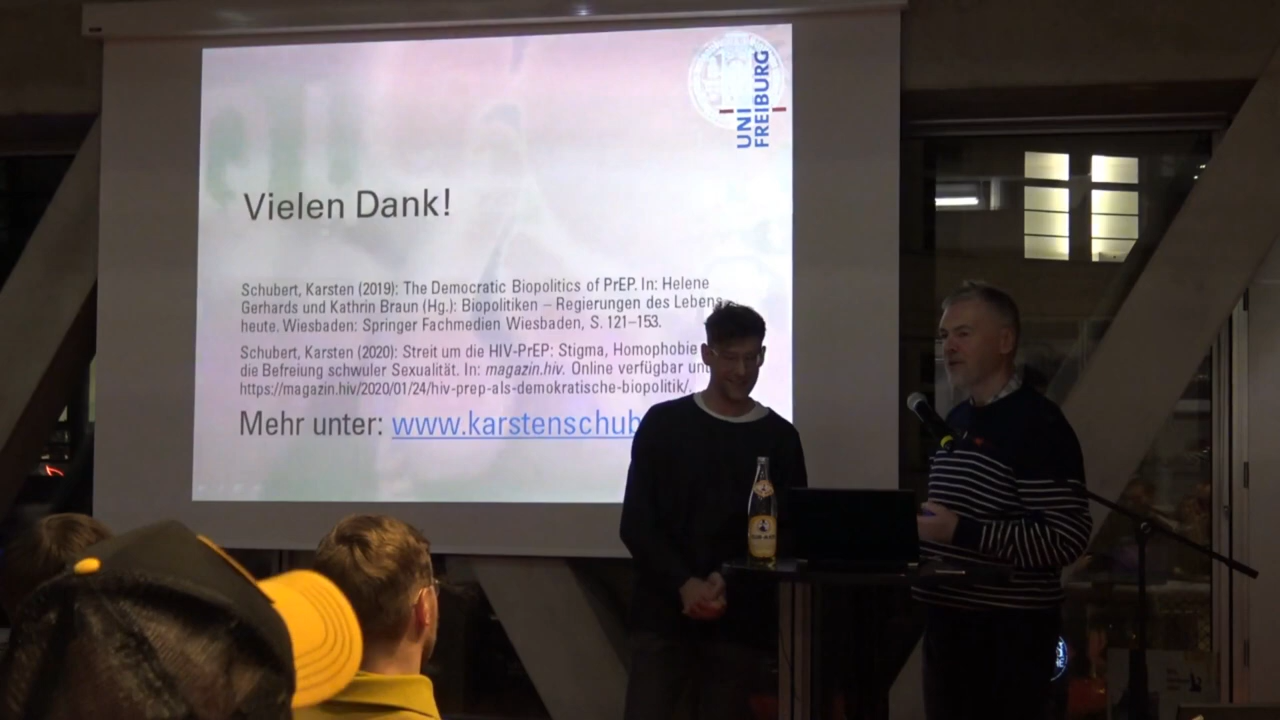 UNI
FREIBURG
Vielen Dank!
Schubert, Karsten (2019): The Democratic Biopolitics of PrEP. In: Helene
Gerhards und Kathrin Braun (Hg.): Biopolitiken – Regierungen des Lebens
heute. Wiesbaden: Springer Fachmedien Wiesbaden, S. 121–153.
Schubert, Karsten (2020): Streit um die HIV-PrEP: Stigma, Homophobie
die Befreiung schwuler Sexualität. In: magazin.hiv. Online verfügbar unt
https://magazin.hiv/2020/01/24/hiv-prep-als-demokratische-biopolitik/.
Mehr unter: www.karstenschub